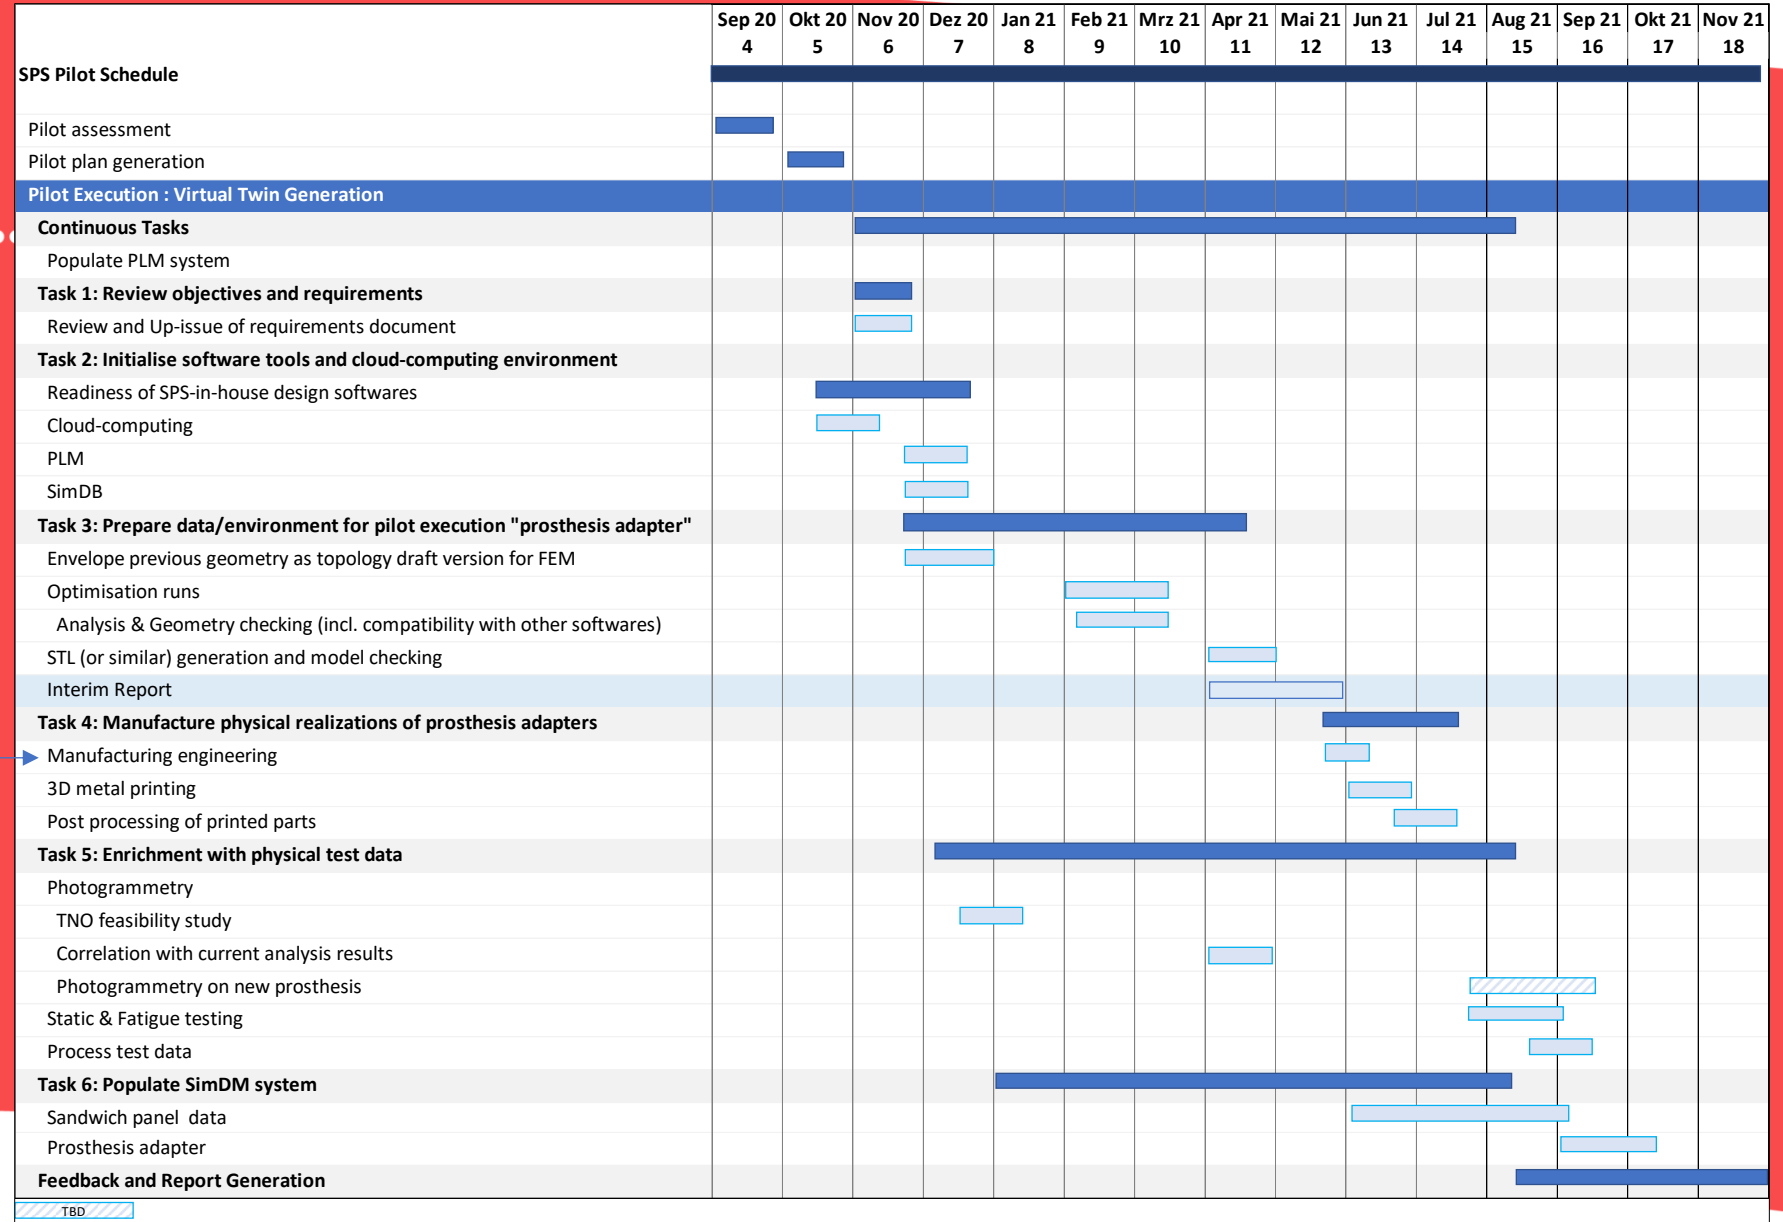 Sep 20 Okt 20 Nov 20 Dez 20 Jan 21 Feb 21 Mrz 21 Apr 21 Mai 21 Jun 21 Jul 21 Aug 21 Sep 21 Okt 21 Nov 21
4 5 6 7 8 9 10 11 12 13 14 15 16 17 18
SPS Pilot Schedule
Pilot assessment
Pilot plan generation
Pilot Execution : Virtual Twin Generation
Continuous Tasks
Populate PLM system
Task 1: Review objectives and requirements
Review and Up-issue of requirements document
Task 2: Initialise software tools and cloud-computing environment
Readiness of SPS-in-house design softwares
Cloud-computing
PLM
SimDB
Task 3: Prepare data/environment for pilot execution "prosthesis adapter"
Envelope previous geometry as topology draft version for FEM
Optimisation runs
Analysis & Geometry checking (incl. compatibility with other softwares)
STL (or similar) generation and model checking
Interim Report
Task 4: Manufacture physical realizations of prosthesis adapters
Manufacturing engineering
3D metal printing
Post processing of printed parts
Task 5: Enrichment with physical test data
Photogrammetry
TNO feasibility study
Correlation with current analysis results
Photogrammetry on new prosthesis
Static & Fatigue testing
Process test data
Task 6: Populate SimDM system
Sandwich panel  data
Prosthesis adapter
Feedback and Report Generation
TBD